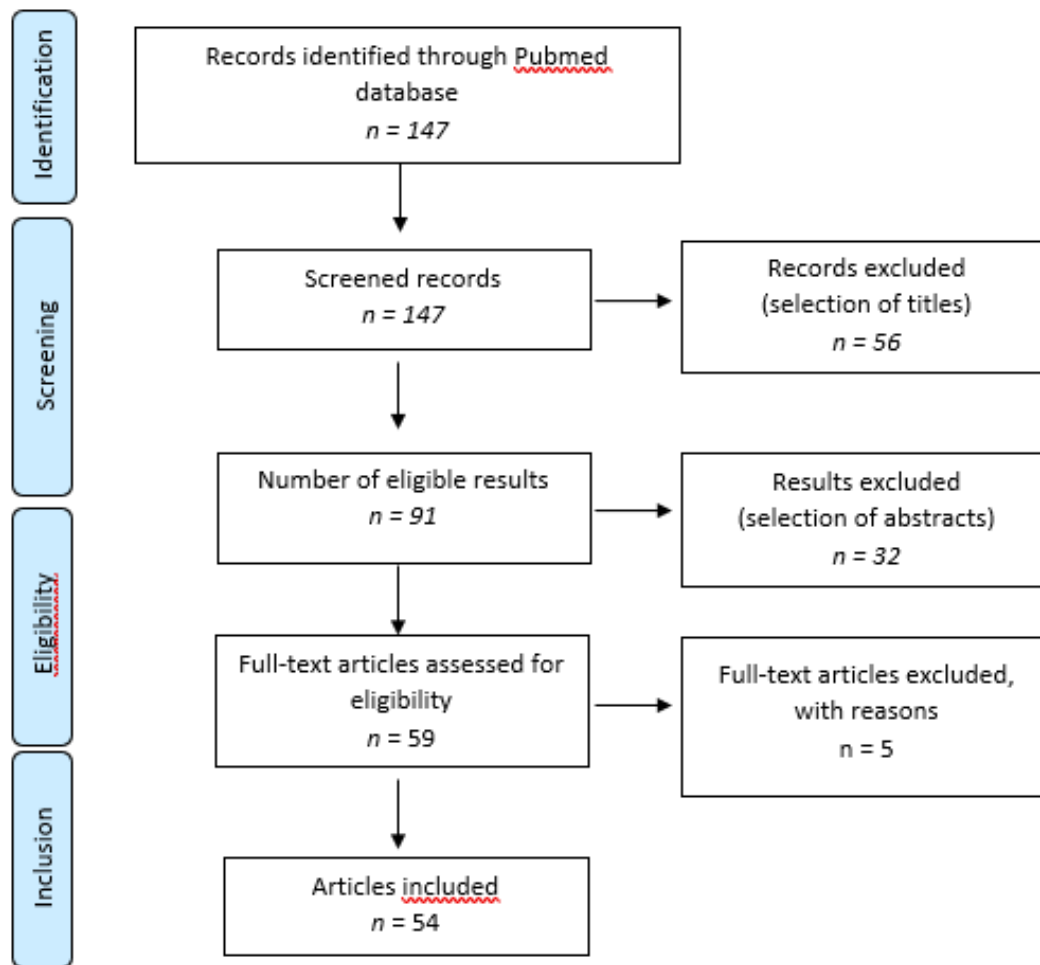 Identification
Records identified through Pubmed
database
n = 147
Screening
Screened records
n = 147
Records excluded
(selection of titles)
n = 56
Number of eligible results
n = 91
Results excluded
(selection of abstracts)
n = 32
Eligibility
Full-text articles assessed for
eligibility
n = 59
Full-text articles excluded,
with reasons
n = 5
Inclusion
Articles included
n = 54